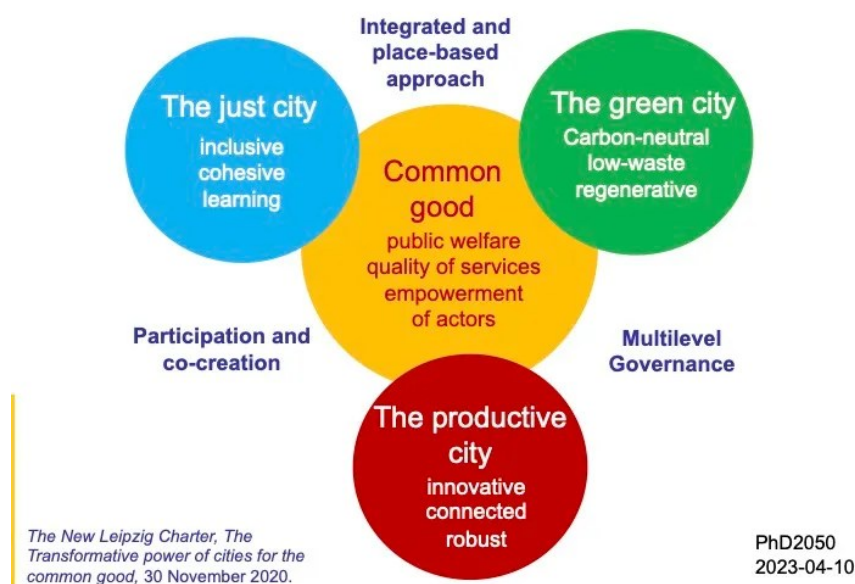 Integrated and
place-based
approach
The just city
inclusive
cohesive
learning
The green city
Carbon-neutral
low-waste
regenerative
Common
good
public welfare
quality of services
empowerment
of actors
Participation and
co-creation
Multilevel
Governance
The productive
city
innovative
connected
robust
The New Leipzig Charter, The
Transformative power of cities for the
common good, 30 November 2020.
PhD2050
2023-04-10